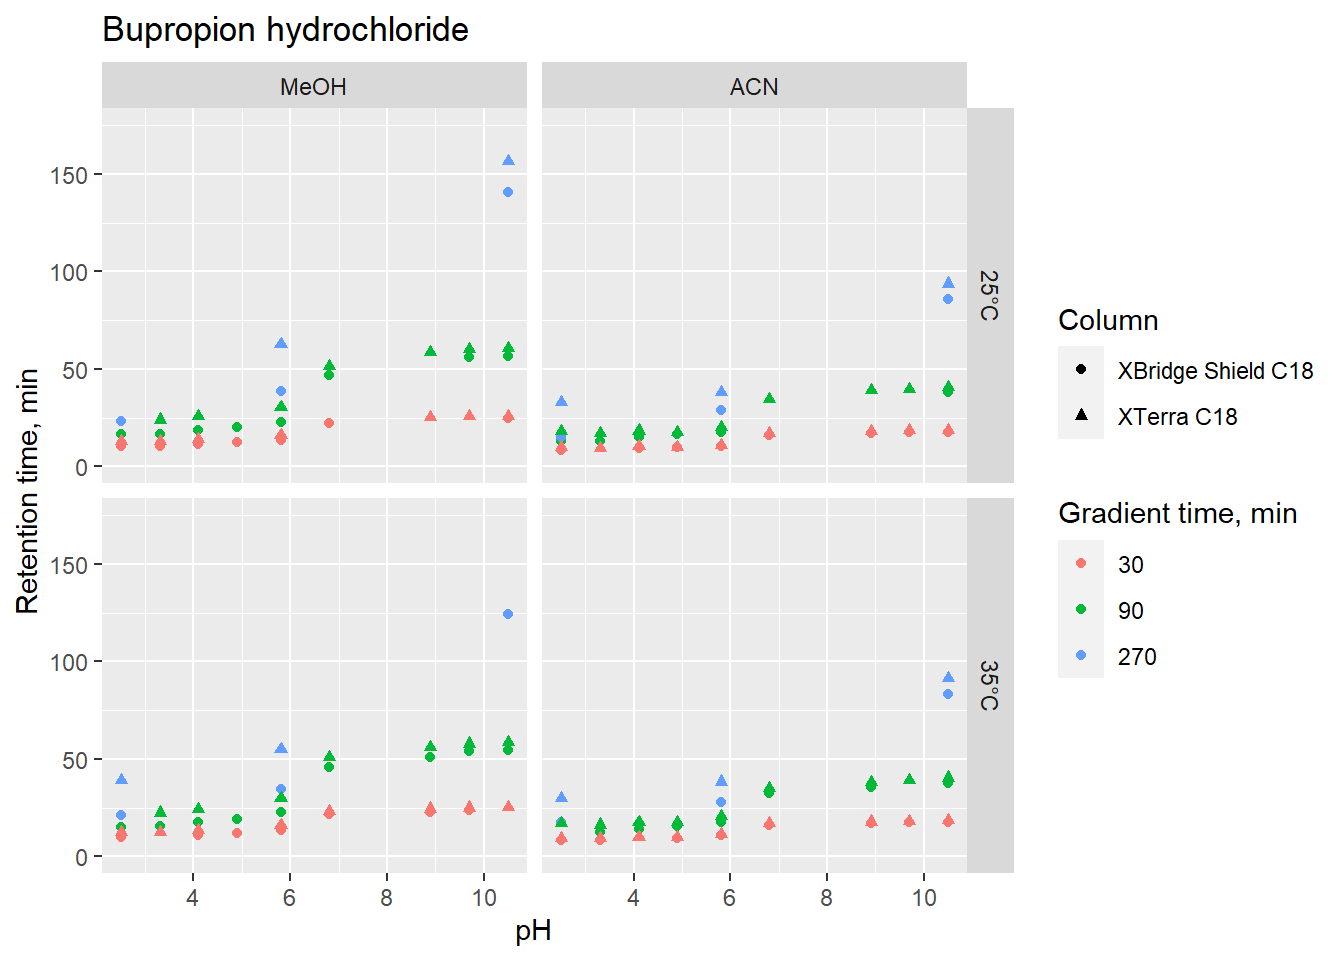 Bupropion hydrochloride
MeOH
ACN
150
100
50
0
25°C
150
100
50
0
35°C
4
6
8
10
4
6
8
10
pH
Retention time, min
Column
XBridge Shield C18
XTerra C18
Gradient time, min
30
90
270